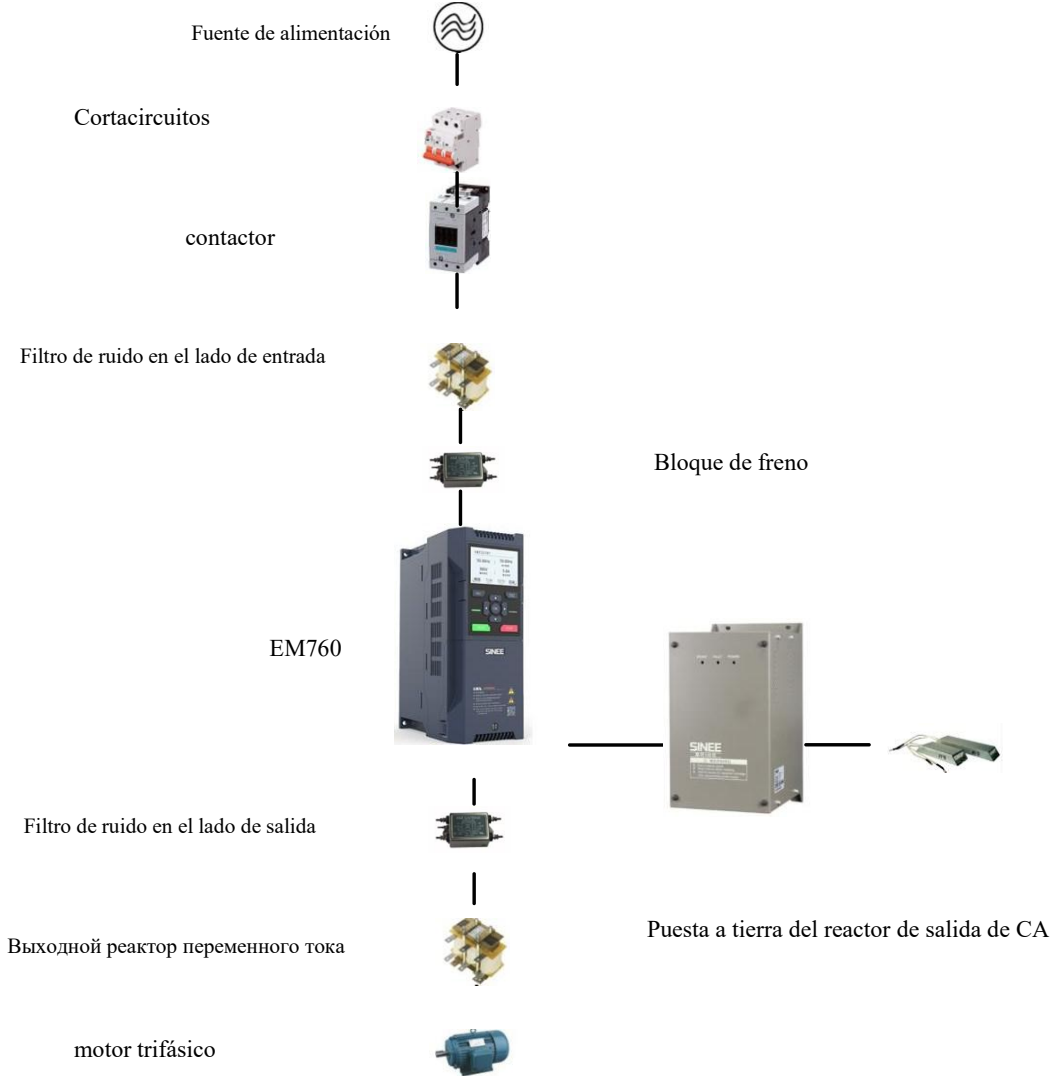 Fuente de alimentación
Cortacircuitos
contactor
Filtro de ruido en el lado de entrada
Bloque de freno
EM760
SINEE
SINEE
Filtro de ruido en el lado de salida
Puesta a tierra del reactor de salida de CA
Выходной реактор переменного тока
motor trifásico